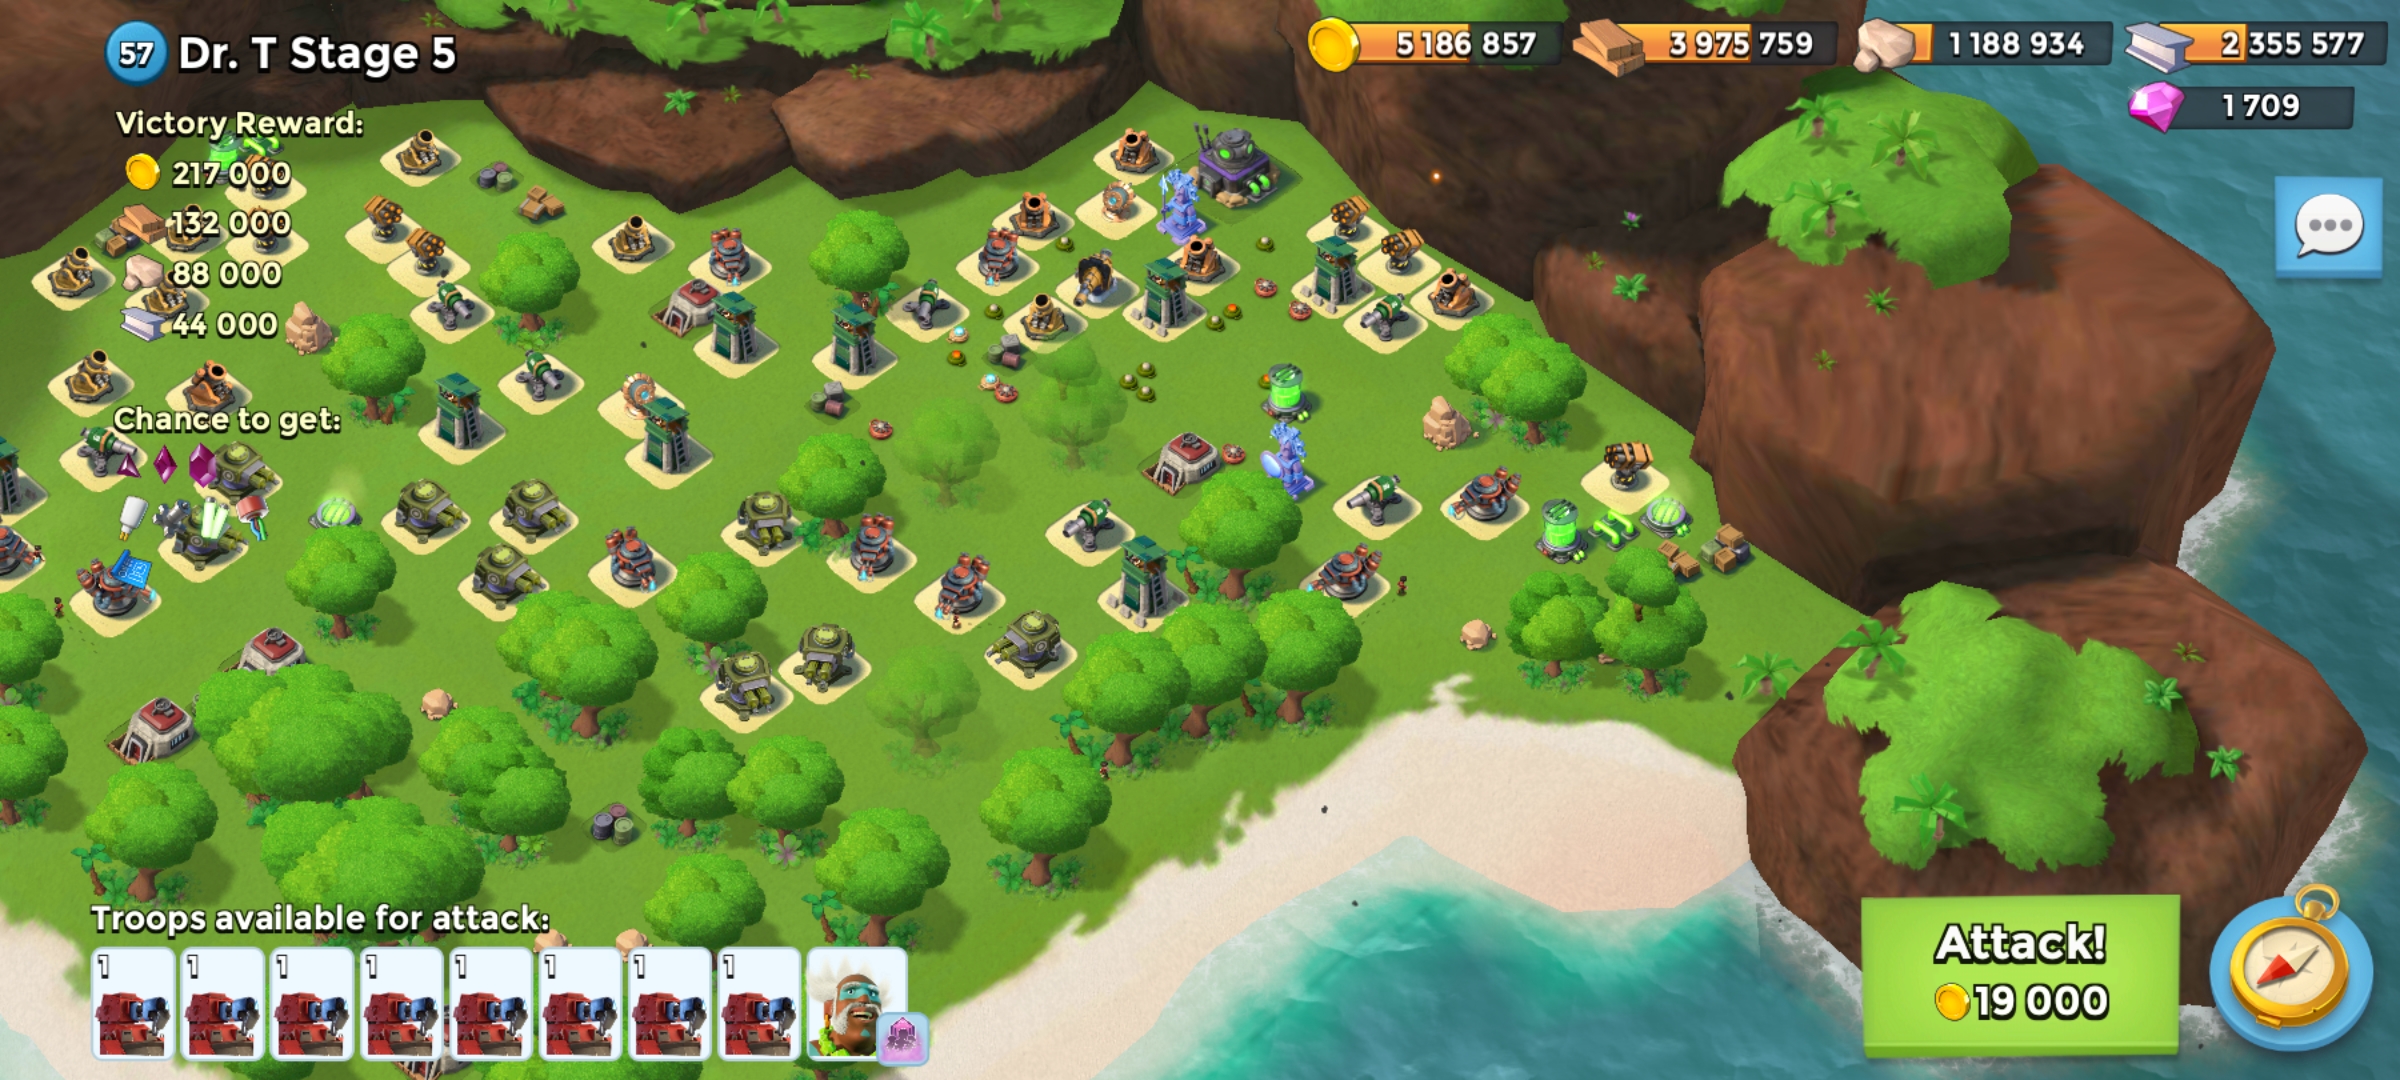 57 Dr. T Stage 5
5 186 857
3 975 759
1 188 934
2 355 577
1 709
Victory Reward:
217 000
132 000
88 000
44 000
Chance to get:
Troops available for attack:
1 1 1 1 1 1 1 1
Attack!
19 000